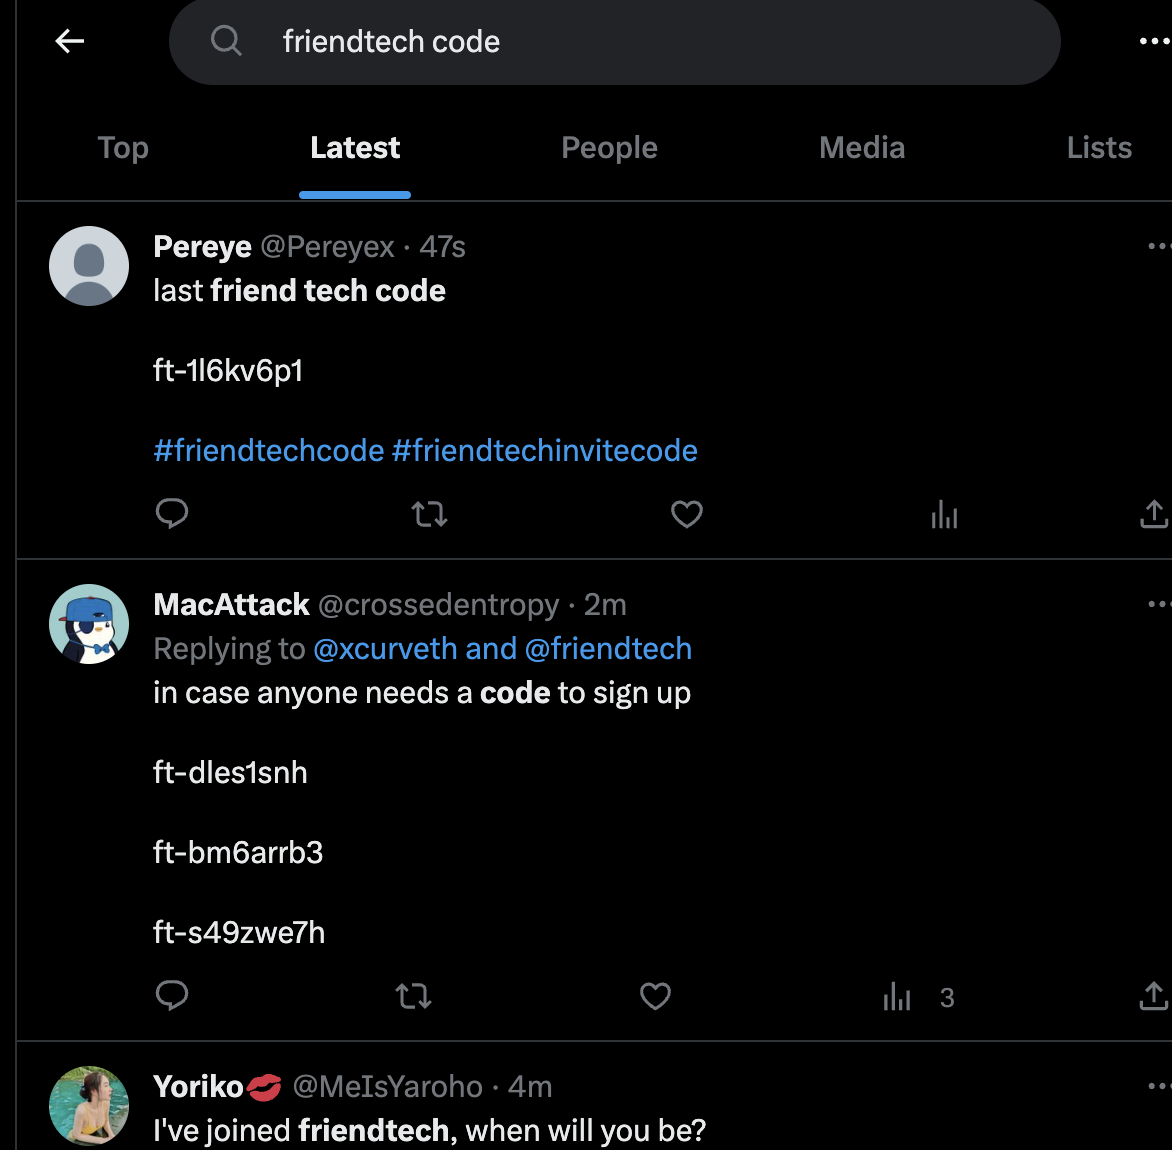 friendtech code
Top Latest People Media Lists
Pereye @Pereyex · 47s
last friend tech code
ft-1l6kv6p1
#friendtechcode #friendtechinvitecode
MacAttack @crossedentropy · 2m
Replying to @xcurveth and @friendtech
in case anyone needs a code to sign up
ft-dles1snh
ft-bm6arrb3
ft-s49zwe7h
3
Yoriko💋 @MeIsYaroho · 4m
I've joined friendtech, when will you be?